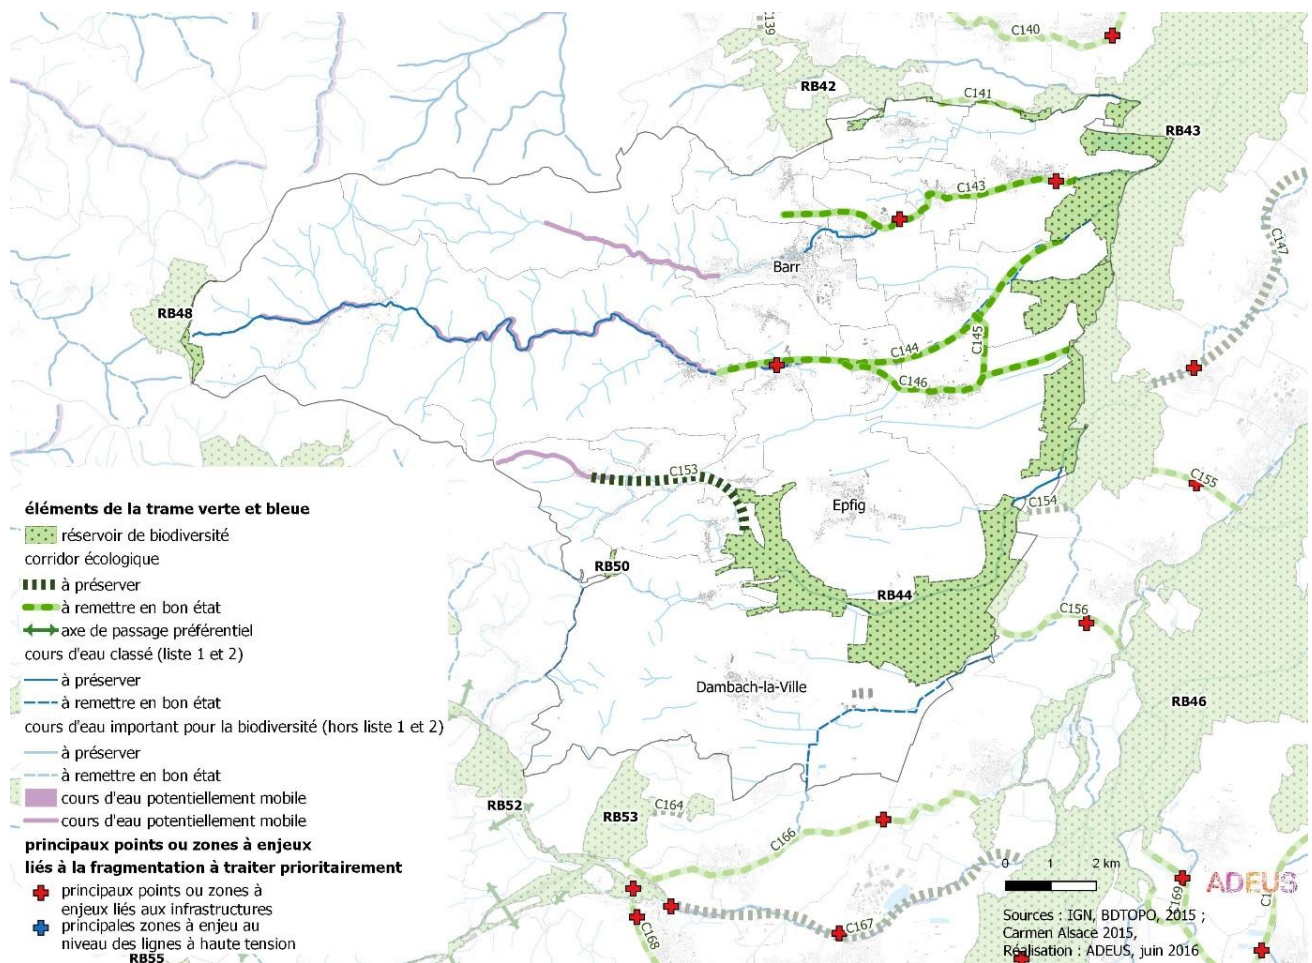 C139
C140
RB42
C141
RB43
C143
C147
Barr
RB48
C144
C145
C146
C153
C155
Epfig
C154
RB50
RB44
C156
Dambach-la-Ville
RB46
éléments de la trame verte et bleue
réservoir de biodiversité
corridor écologique
à préserver
à remettre en bon état
axe de passage préférentiel
cours d'eau classé (liste 1 et 2)
à préserver
à remettre en bon état
cours d'eau important pour la biodiversité (hors liste 1 et 2)
à préserver
à remettre en bon état
cours d'eau potentiellement mobile
cours d'eau potentiellement mobile
principaux points ou zones à enjeux
liés à la fragmentation à traiter prioritairement
principaux points ou zones à
enjeux liés aux infrastructures
principales zones à enjeu au
niveau des lignes à haute tension
RB55
RB52
RB53
C164
C166
C167
C168
C169
0 1 2 km
ADEUS
Sources : IGN, BDTOPO, 2015 ;
Carmen Alsace 2015,
Réalisation : ADEUS, juin 2016